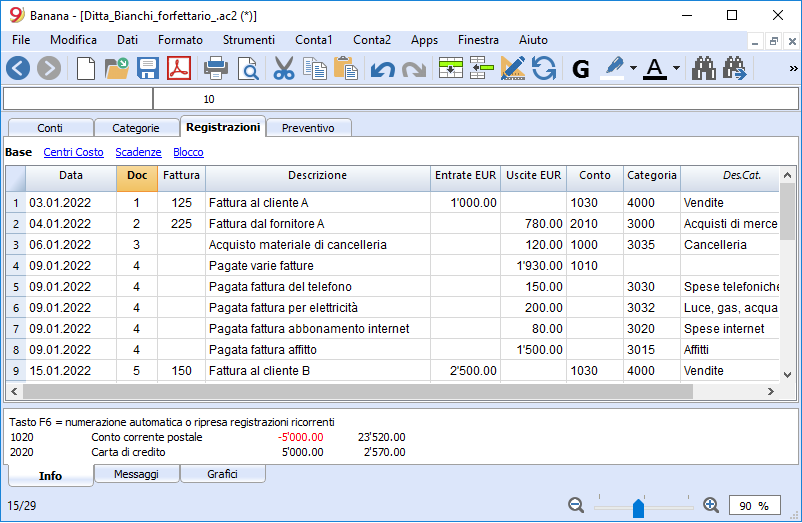 Banana - [Ditta_Bianchi_forfettario_.ac2 (*)]
File Modifica Dati Formato Strumenti Conta1 Conta2 Apps Finestra Aiuto
G A »
10
Conti Categorie Registrazioni Preventivo
Base Centri Costo Scadenze Blocco
Data Doc Fattura Descrizione Entrate EUR Uscite EUR Conto Categoria Des.Cat.
1 03.01.2022 1 125 Fattura al cliente A 1'000.00 1030 4000 Vendite
2 04.01.2022 2 225 Fattura dal fornitore A 780.00 2010 3000 Acquisti di merce
3 06.01.2022 3 Acquisto materiale di cancelleria 120.00 1000 3035 Cancelleria
4 09.01.2022 4 Pagate varie fatture 1'930.00 1010
5 09.01.2022 4 Pagata fattura del telefono 150.00 3030 Spese telefoniche
6 09.01.2022 4 Pagata fattura per elettricità 200.00 3032 Luce, gas, acqua
7 09.01.2022 4 Pagata fattura abbonamento internet 80.00 3020 Spese internet
8 09.01.2022 4 Pagata fattura affitto 1'500.00 3015 Affitti
9 15.01.2022 5 150 Fattura al cliente B 2'500.00 1030 4000 Vendite
Tasto F6 = numerazione automatica o ripresa registrazioni ricorrenti
1020 Conto corrente postale -5'000.00 23'520.00
2020 Carta di credito 5'000.00 2'570.00
Info Messaggi Grafici
15/29 90 %